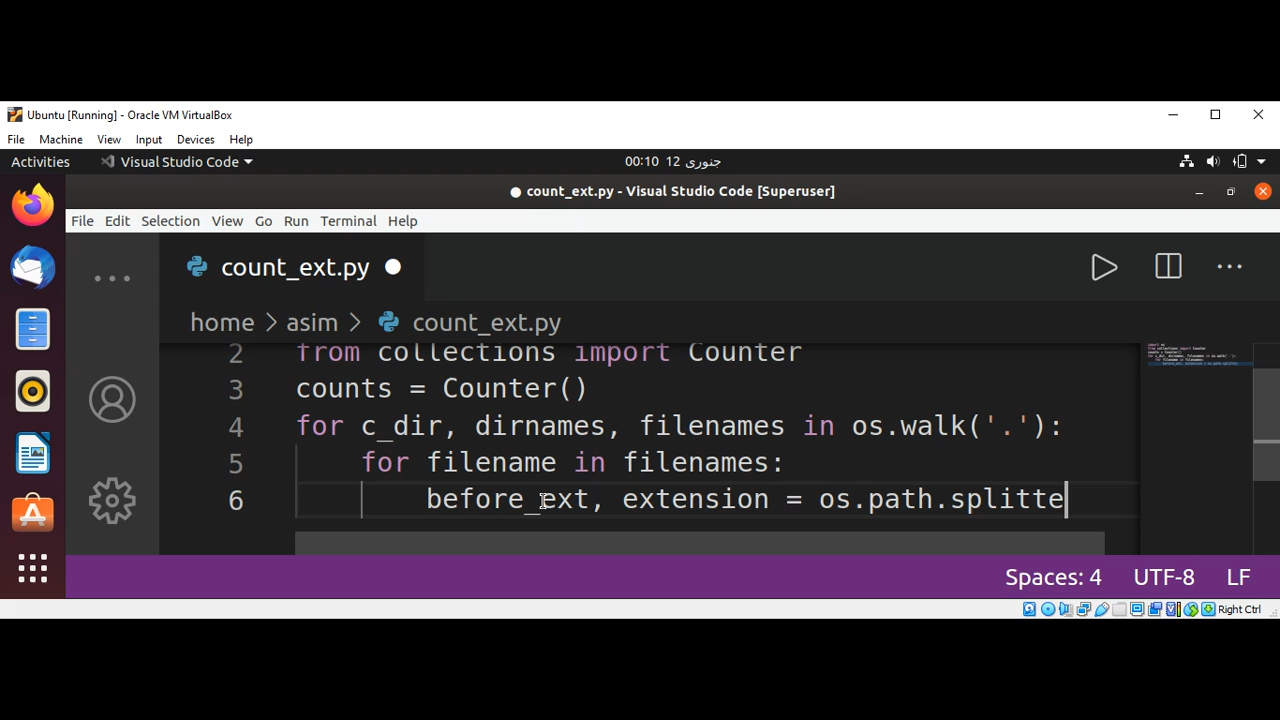 Ubuntu [Running] - Oracle VM VirtualBox
File Machine View Input Devices Help
Activities Visual Studio Code 00:10 12 جنوری
● count_ext.py - Visual Studio Code [Superuser]
File Edit Selection View Go Run Terminal Help
count_ext.py
home > asim > count_ext.py
2 from collections import Counter
3 counts = Counter()
4 for c_dir, dirnames, filenames in os.walk('.'):
5 for filename in filenames:
6 before_ext, extension = os.path.splitte
Spaces: 4 UTF-8 LF
Right Ctrl